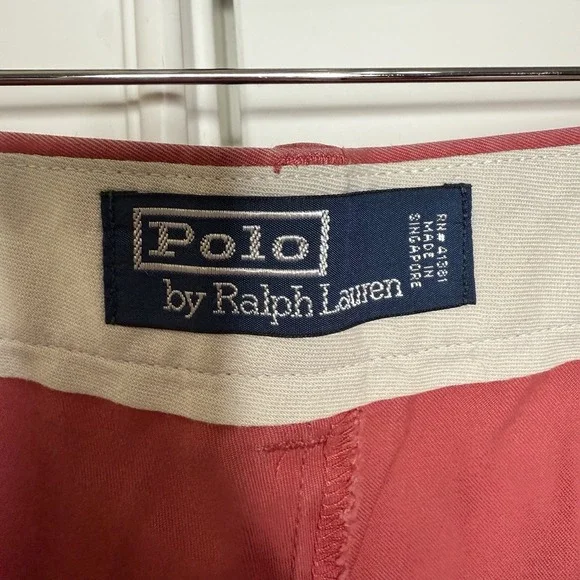 Polo
by Ralph Lauren
RN# 41381
MADE IN
SINGAPORE